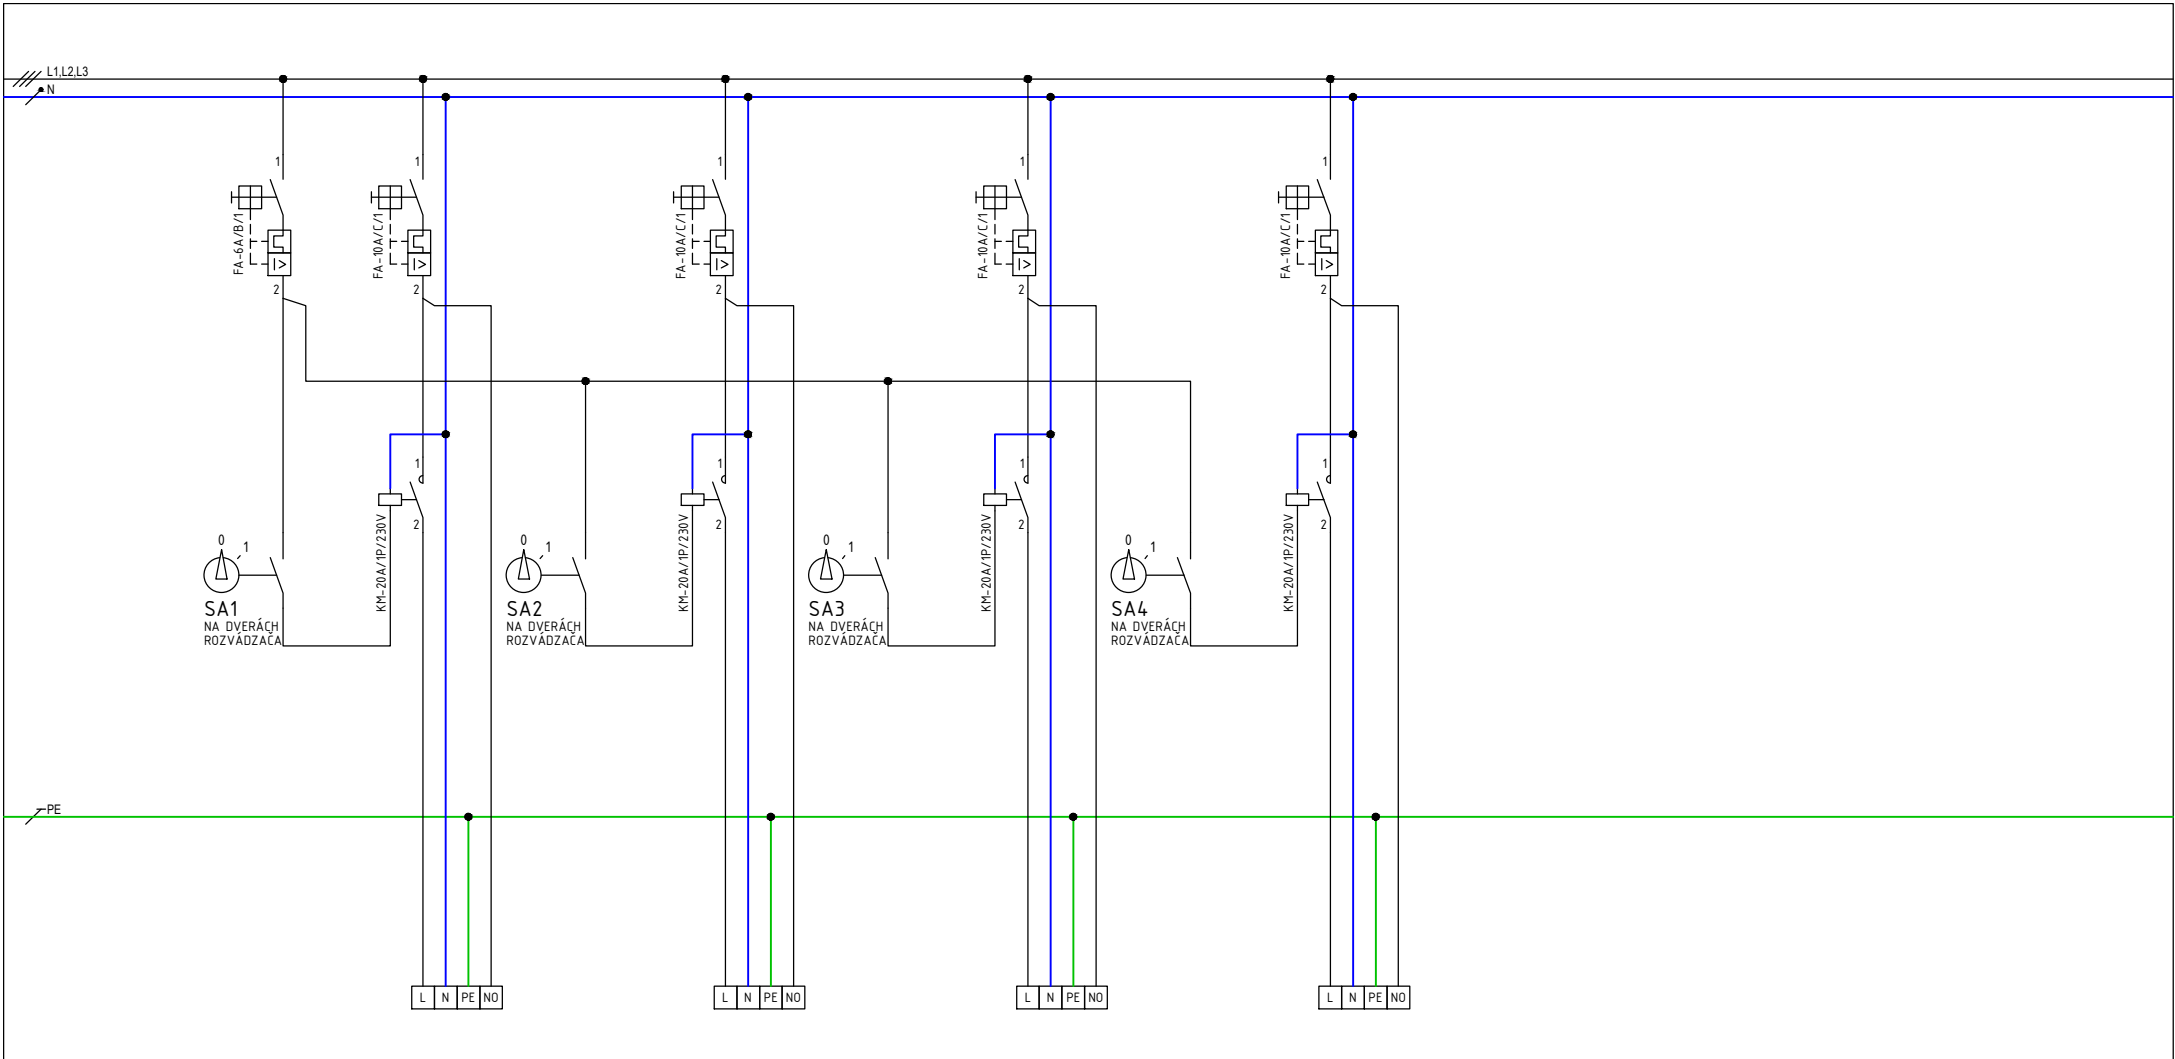 L1,L2,L3
N
1
1
1
1
1
FA-6A/B/1
FA-10A/C/1
FA-10A/C/1
FA-10A/C/1
FA-10A/C/1
I>
I>
I>
I>
I>
2
2
2
2
2
1
1
1
1
2
2
2
2
KM-20A/1P/230V
KM-20A/1P/230V
KM-20A/1P/230V
KM-20A/1P/230V
0 1
0 1
0 1
0 1
SA1
NA DVERÁCH
ROZVÁDZAČA
SA2
NA DVERÁCH
ROZVÁDZAČA
SA3
NA DVERÁCH
ROZVÁDZAČA
SA4
NA DVERÁCH
ROZVÁDZAČA
PE
L N PE NO
L N PE NO
L N PE NO
L N PE NO